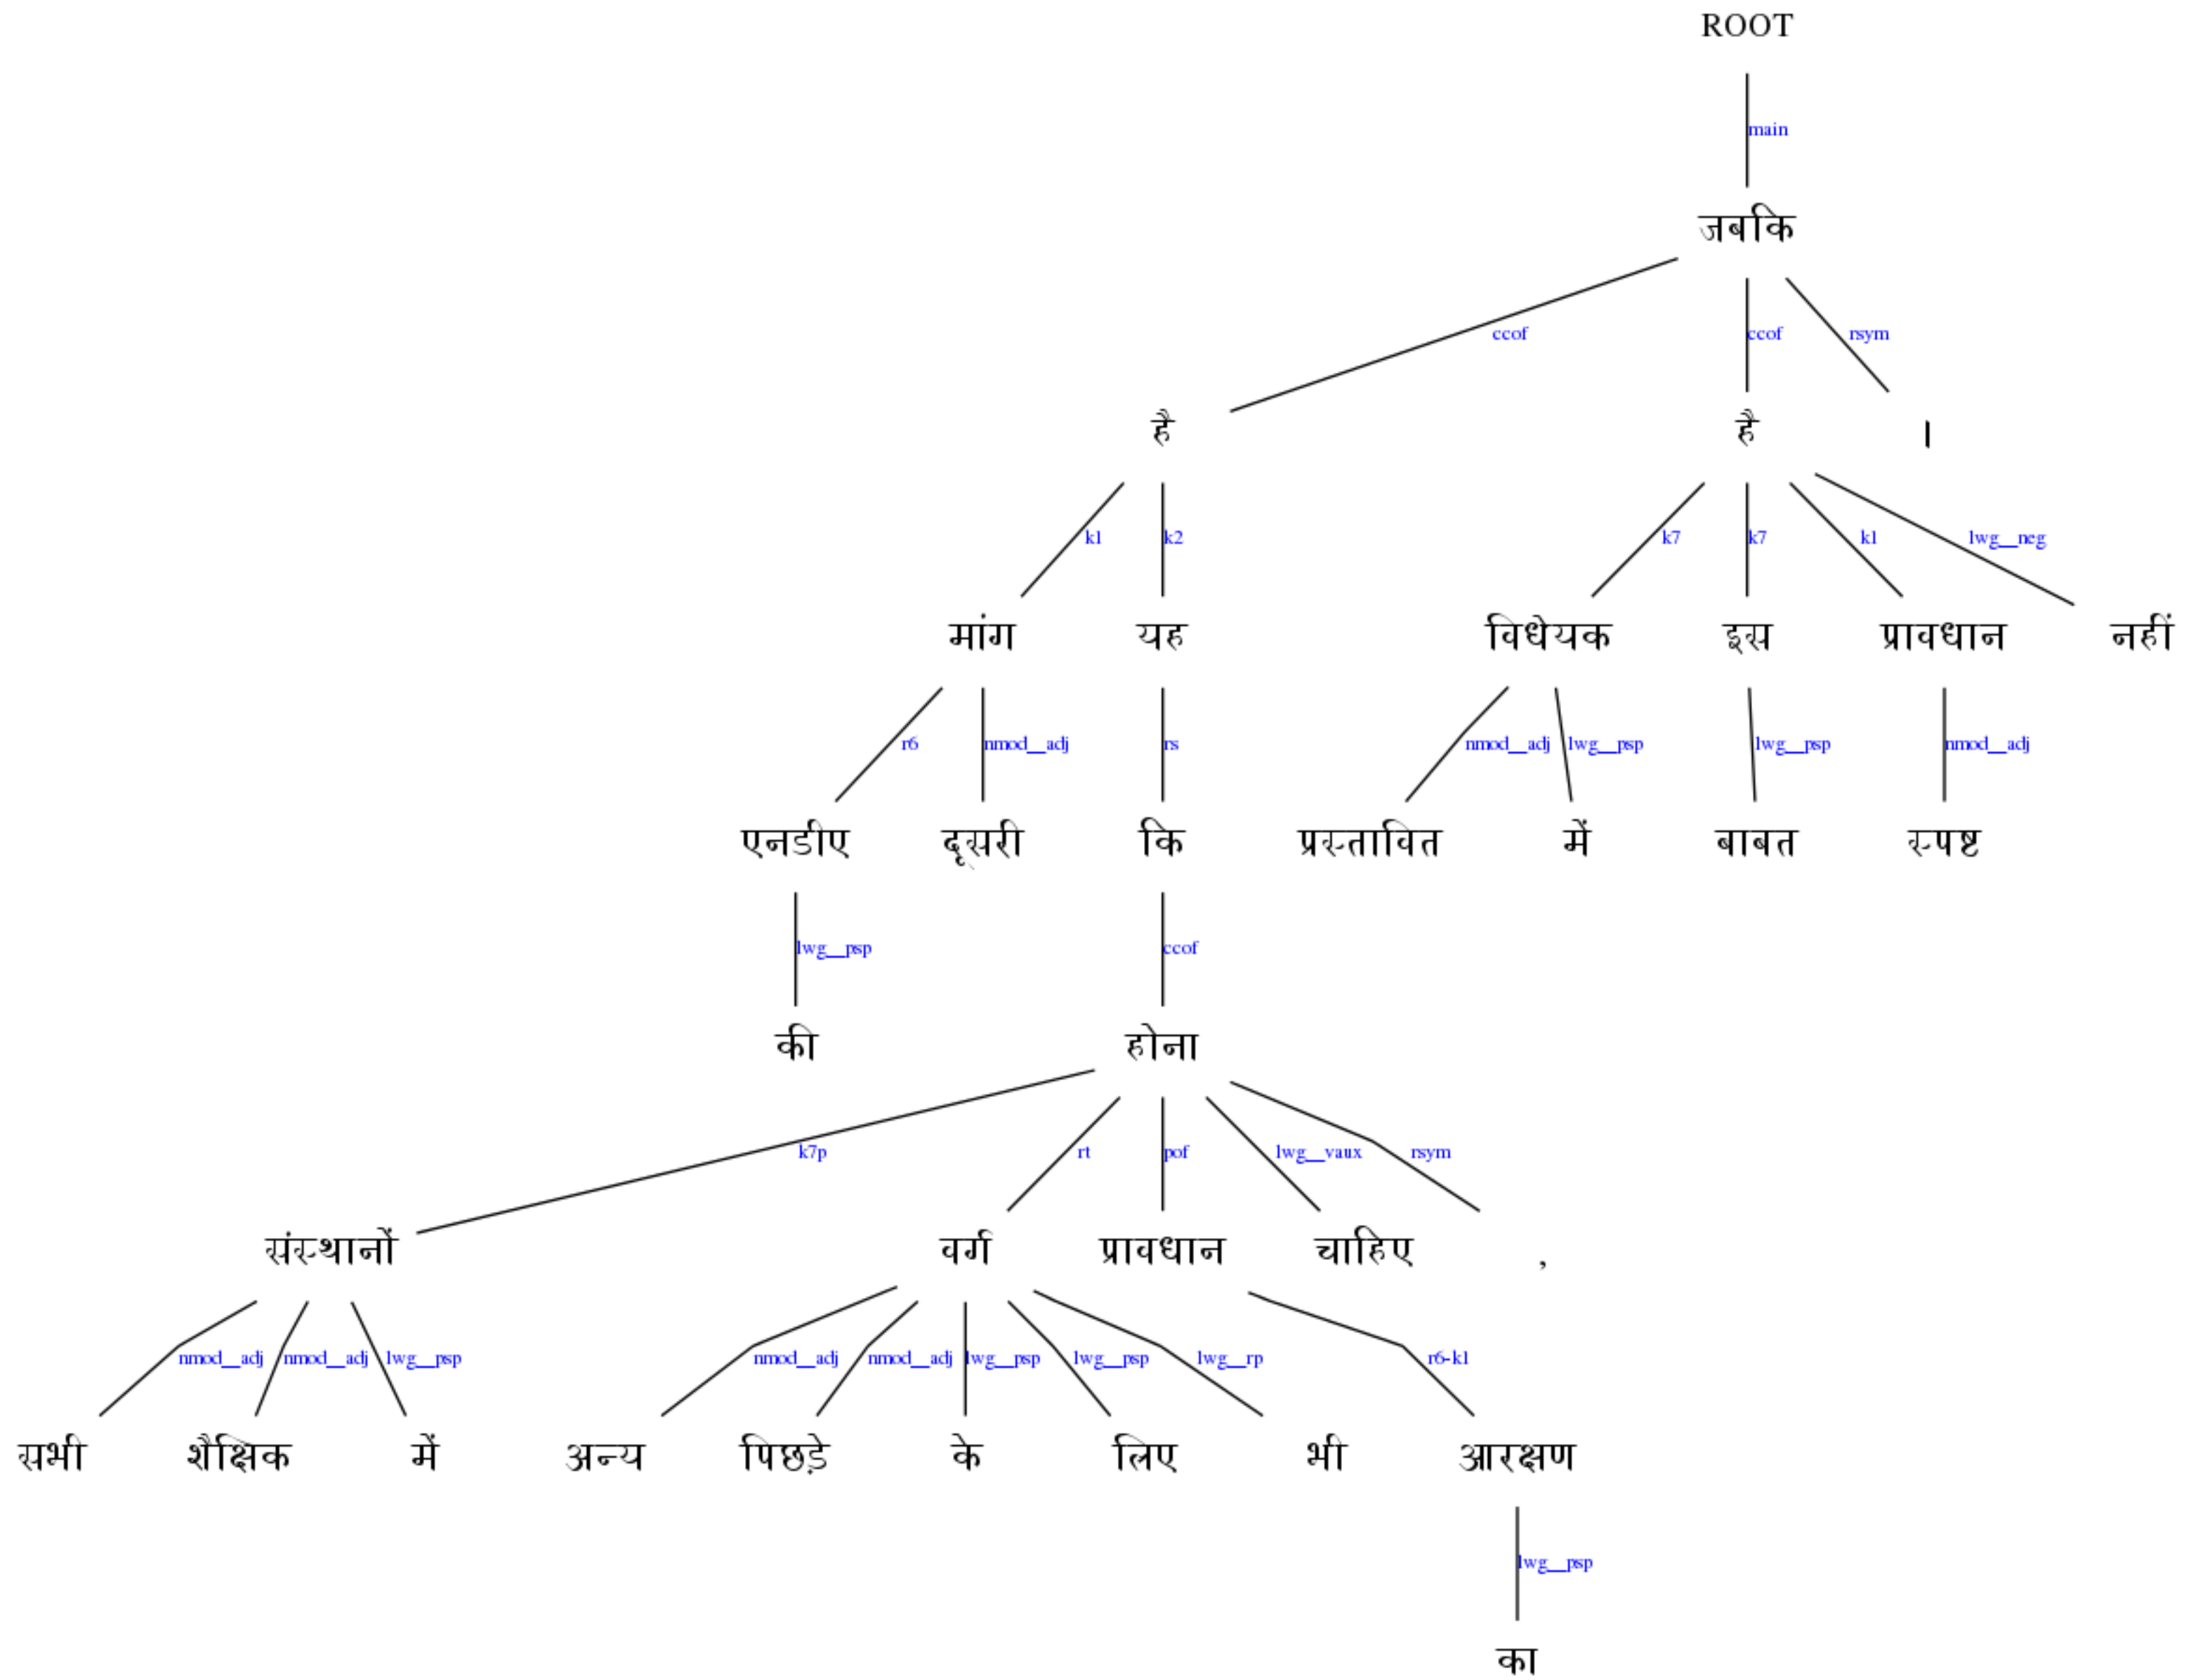 ROOT
main
जबकि
ccof ccof rsym
है है ।
k1 k2 k7 k7 k1 lwg__neg
मांग यह विधेयक इस प्रावधान नहीं
r6 nmod__adj rs nmod__adj lwg__psp lwg__psp nmod__adj
एनडीए दूसरी कि प्रस्तावित में बाबत स्पष्ट
lwg__psp ccof
की होना
k7p rt pof lwg__vaux rsym
संस्थानों वर्ग प्रावधान चाहिए ,
nmod__adj nmod__adj lwg__psp nmod__adj nmod__adj lwg__psp lwg__psp lwg__rp r6-k1
सभी शैक्षिक में अन्य पिछड़े के लिए भी आरक्षण
lwg__psp
का